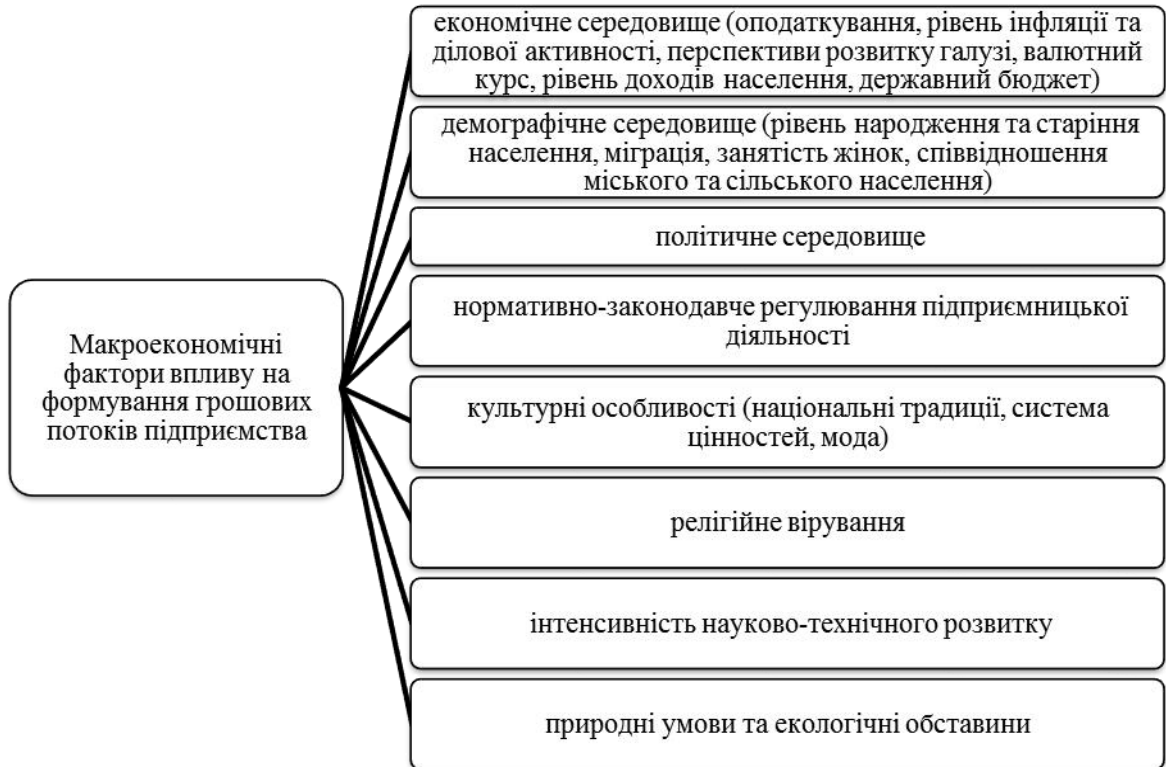 Макроекономічні
фактори впливу на
формування грошових
потоків підприємства
економічне середовище (оподаткування, рівень інфляції та
ділової активності, перспективи розвитку галузі, валютний
курс, рівень доходів населення, державний бюджет)
демографічне середовище (рівень народження та старіння
населення, міграція, занятість жінок, співвідношення
міського та сільського населення)
політичне середовище
нормативно-законодавче регулювання підприємницької
діяльності
культурні особливості (національні традиції, система
цінностей, мода)
релігійне вірування
інтенсивність науково-технічного розвитку
природні умови та екологічні обставини